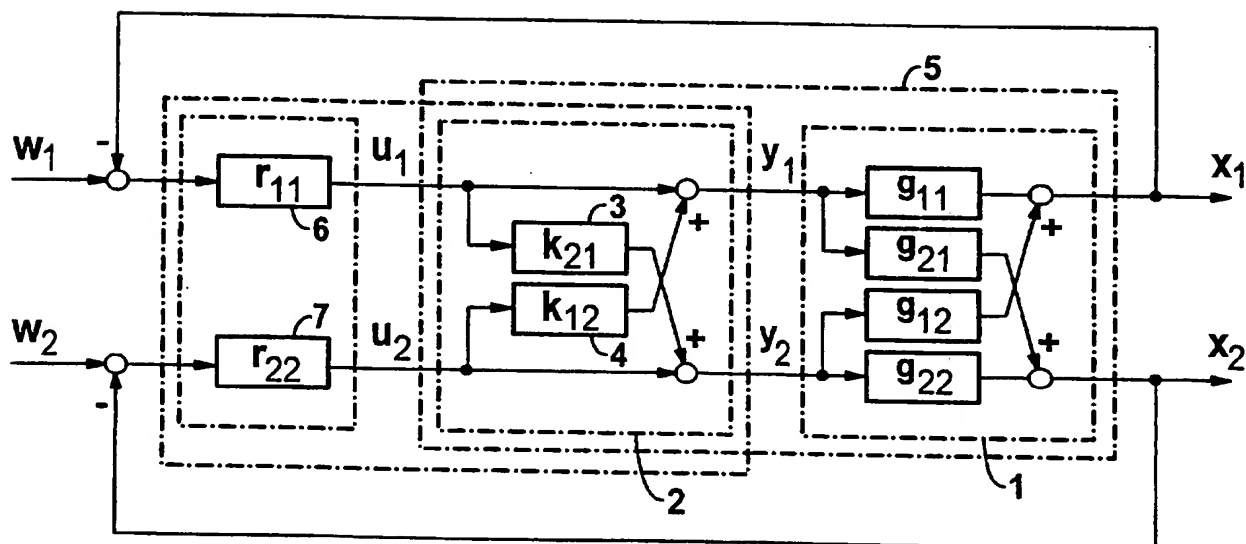 5
-
w1
u1
y1
x1
r11
6
3
+
g11
+
k21
g21
k12
g12
4
+
+
w2
7
u2
y2
x2
r22
g22
-
2
1